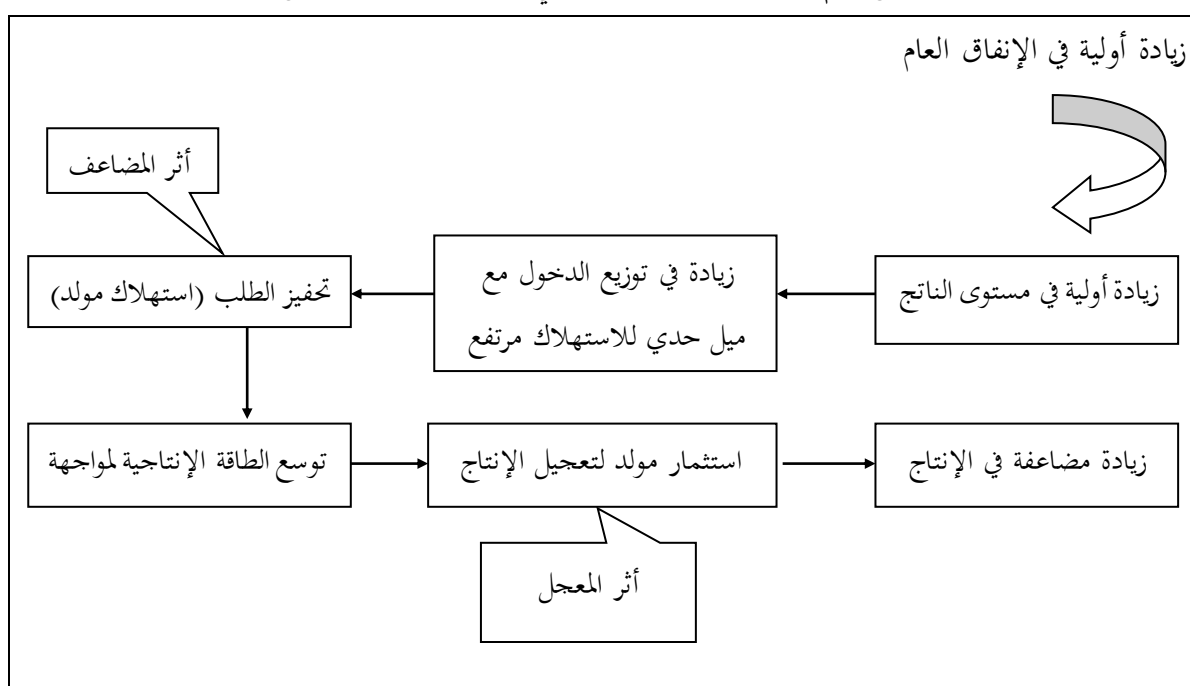 زيادة أولية في الإنفاق العام
أثر المضاعف
زيادة أولية في مستوى الناتج
زيادة في توزيع الدخول مع
ميل حدي للاستهلاك مرتفع
تحفيز الطلب (استهلاك مولد)
توسع الطاقة الإنتاجية لمواجهة
استثمار مولد لتعجيل الإنتاج
زيادة مضاعفة في الإنتاج
أثر المعجل